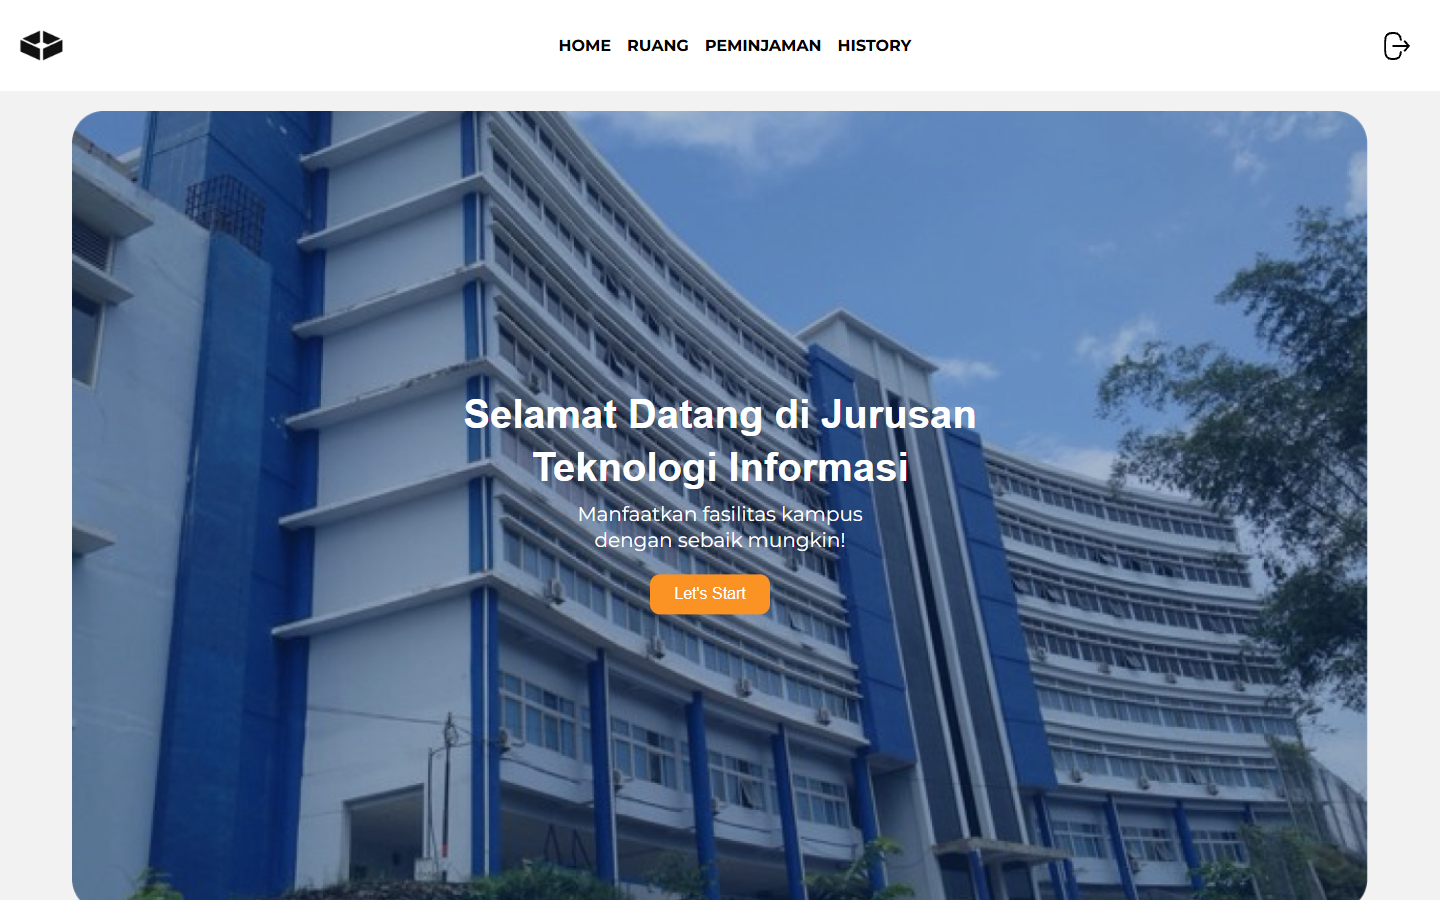 HOME RUANG PEMINJAMAN HISTORY
Selamat Datang di Jurusan
Teknologi Informasi
Manfaatkan fasilitas kampus
dengan sebaik mungkin!
Let's Start